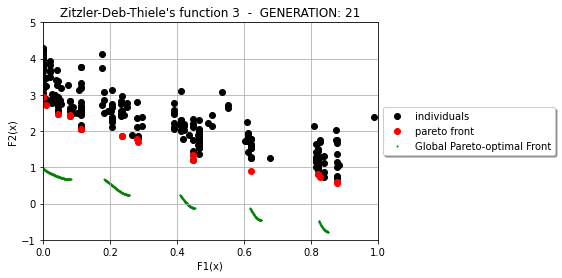 Zitzler-Deb-Thiele's function 3 - GENERATION: 21
F2(x)
5
4
3
2
1
0
−1
0.0 0.2 0.4 0.6 0.8 1.0
F1(x)
individuals
pareto front
Global Pareto-optimal Front